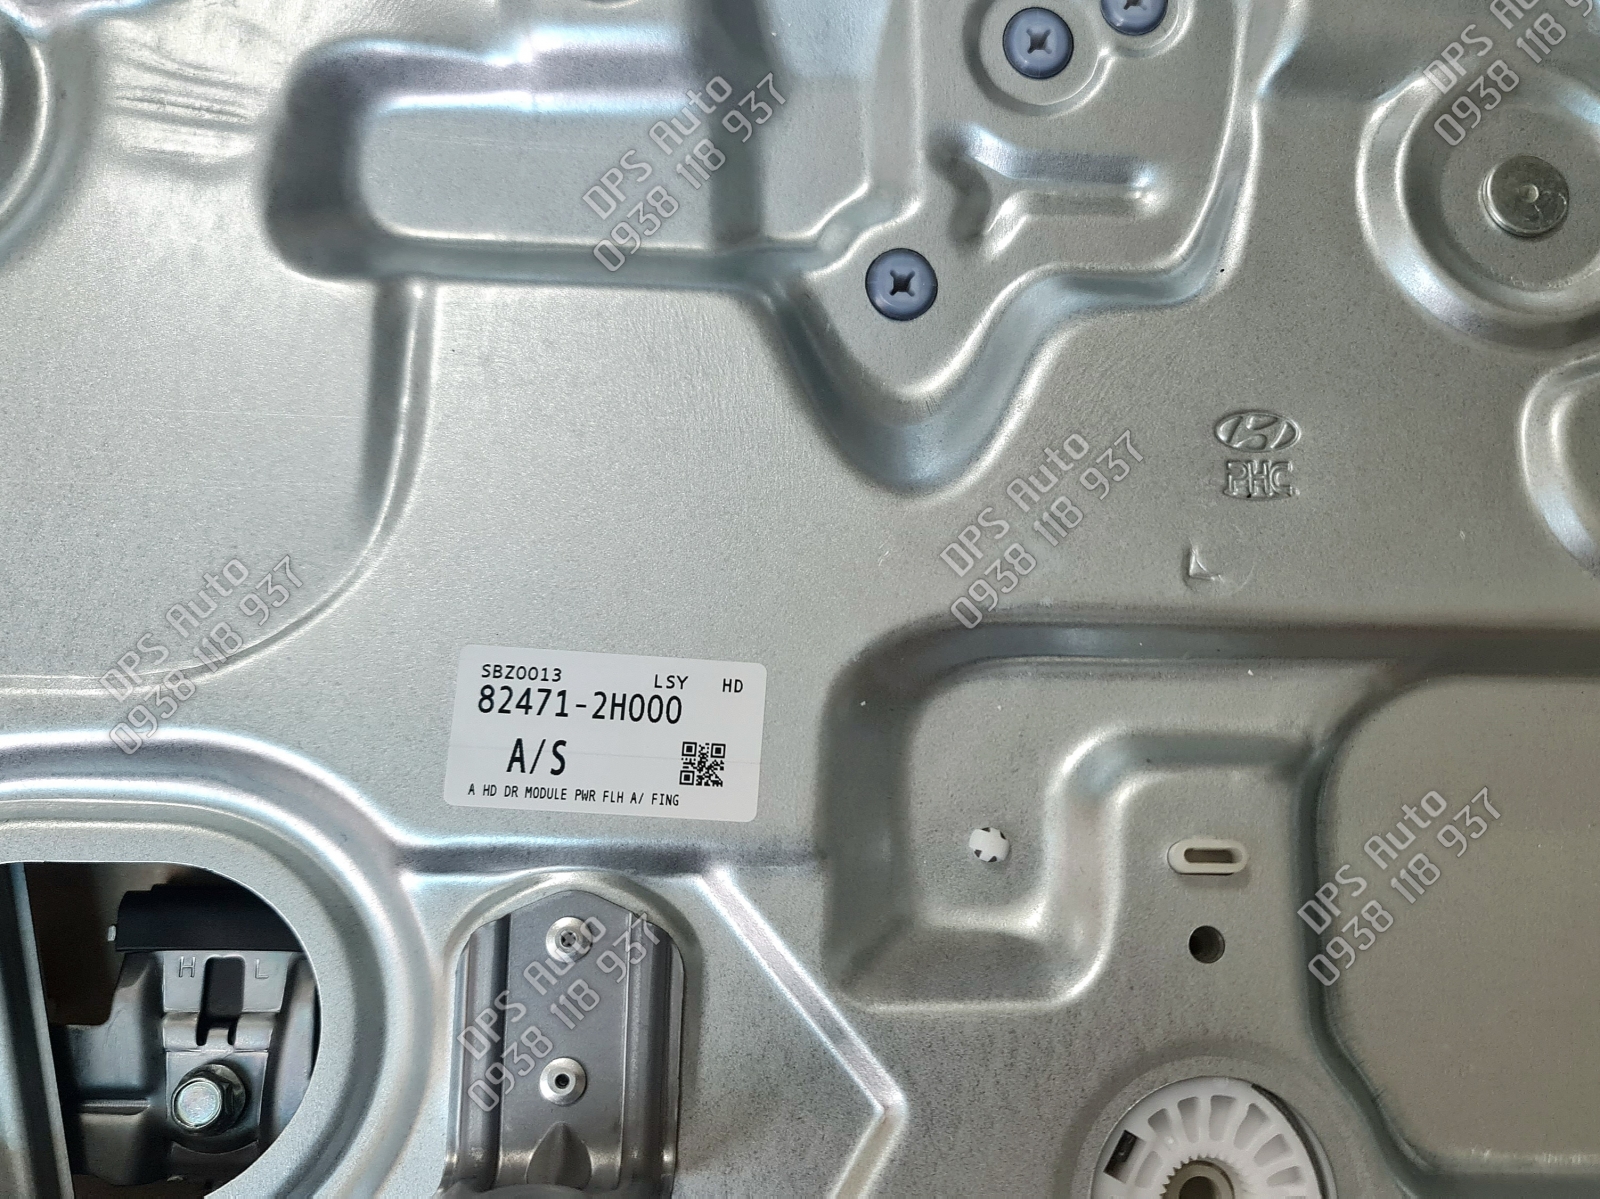 DPS Auto
0938 118 937
DPS Auto
0938 118 937
PHC
L
DPS Auto
0938 118 937
DPS Auto
0938 118 937
SBZ0013 LSY HD
82471-2H000
A/S
A HD DR MODULE PWR FLH A/ FING
DPS Auto
0938 118 937
DPS Auto
0938 118 937
H L